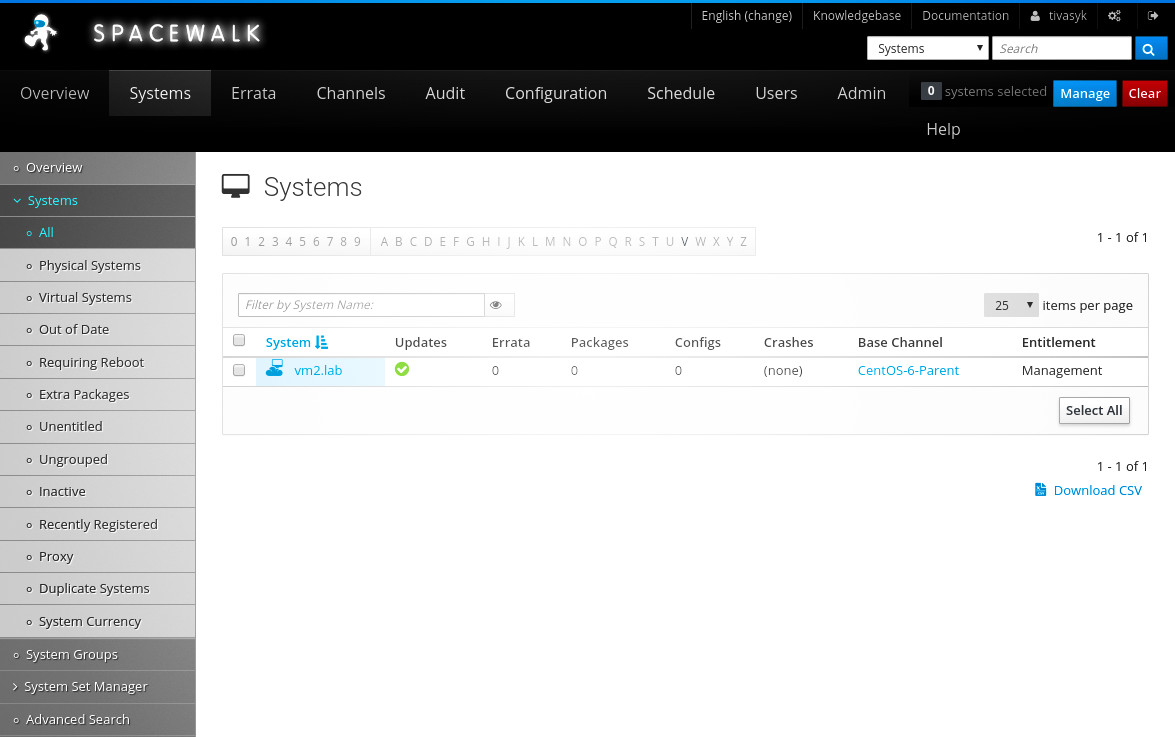 English (change) Knowledgebase Documentation tivasyk
SPACEWALK
Systems Search
Overview Systems Errata Channels Audit Configuration Schedule Users Admin Help
0 systems selected Manage Clear
Overview
Systems
All
Physical Systems
Virtual Systems
Out of Date
Requiring Reboot
Extra Packages
Unentitled
Ungrouped
Inactive
Recently Registered
Proxy
Duplicate Systems
System Currency
System Groups
System Set Manager
Advanced Search
Systems
0 1 2 3 4 5 6 7 8 9 A B C D E F G H I J K L M N O P Q R S T U V W X Y Z
1 - 1 of 1
Filter by System Name:
25 items per page
System Updates Errata Packages Configs Crashes Base Channel Entitlement
vm2.lab 0 0 0 (none) CentOS-6-Parent Management
Select All
1 - 1 of 1
Download CSV